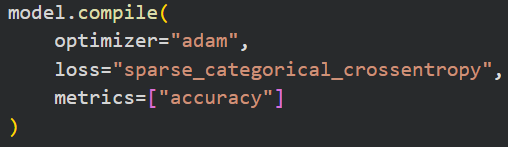 model.compile(
    optimizer="adam",
    loss="sparse_categorical_crossentropy",
    metrics=["accuracy"]
)